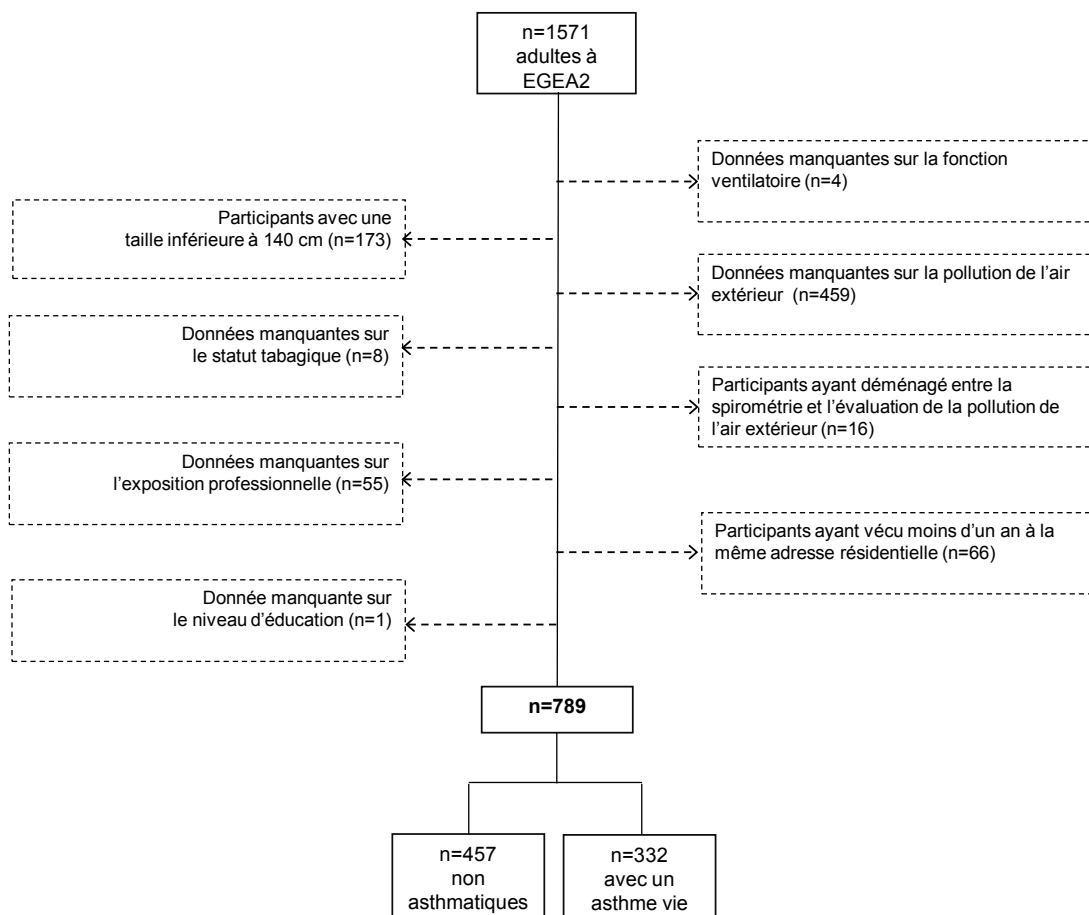 n=1571
adultes à
EGEA2
Données manquantes sur la fonction
ventilatoire (n=4)
Participants avec une
taille inférieure à 140 cm (n=173)
Données manquantes sur la pollution de l'air
extérieur (n=459)
Données manquantes sur
le statut tabagique (n=8)
Participants ayant déménagé entre la
spirométrie et l'évaluation de la pollution de
l'air extérieur (n=16)
Données manquantes sur
l'exposition professionnelle (n=55)
Participants ayant vécu moins d'un an à la
même adresse résidentielle (n=66)
Donnée manquante sur
le niveau d'éducation (n=1)
n=789
n=457
non
asthmatiques
n=332
avec un
asthme vie